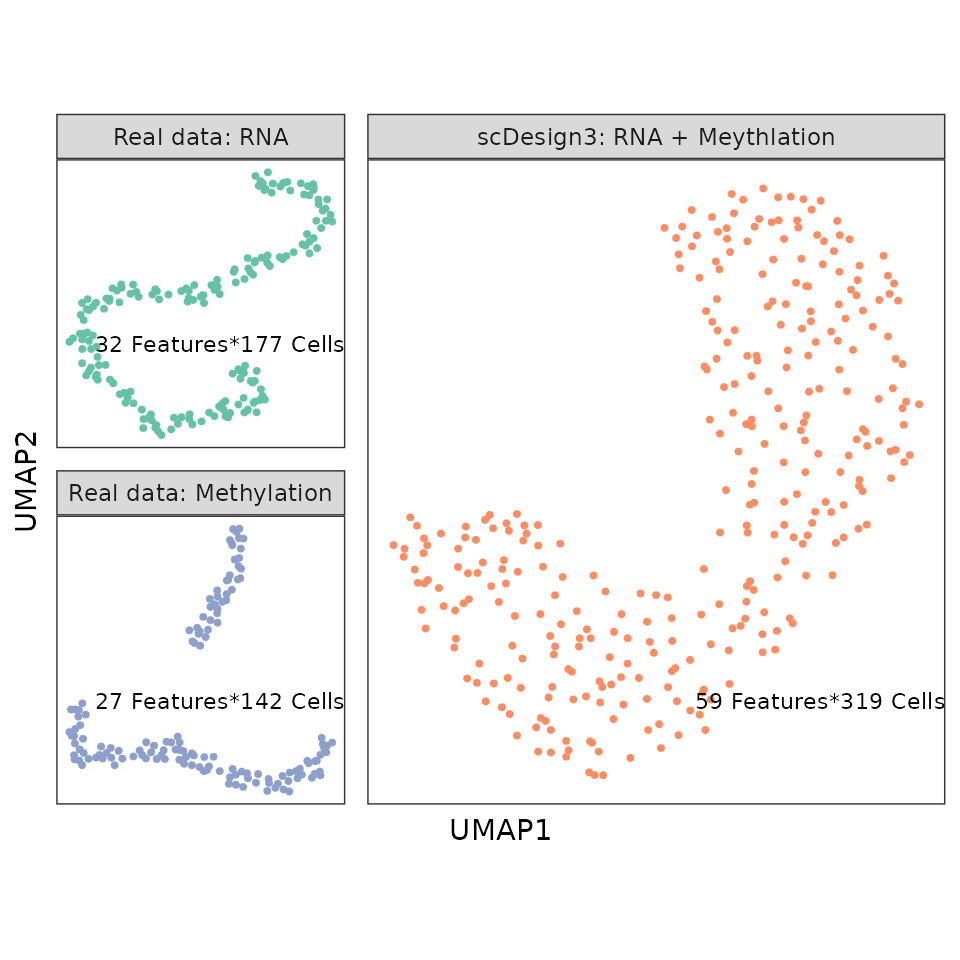 Real data: RNA
scDesign3: RNA + Meythlation
32 Features*177 Cells
UMAP2
Real data: Methylation
27 Features*142 Cells
59 Features*319 Cells
UMAP1